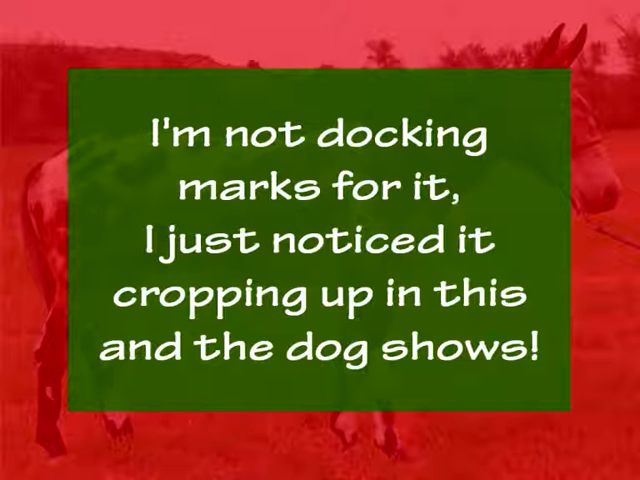 I'm not docking
marks for it,
I just noticed it
cropping up in this
and the dog shows!